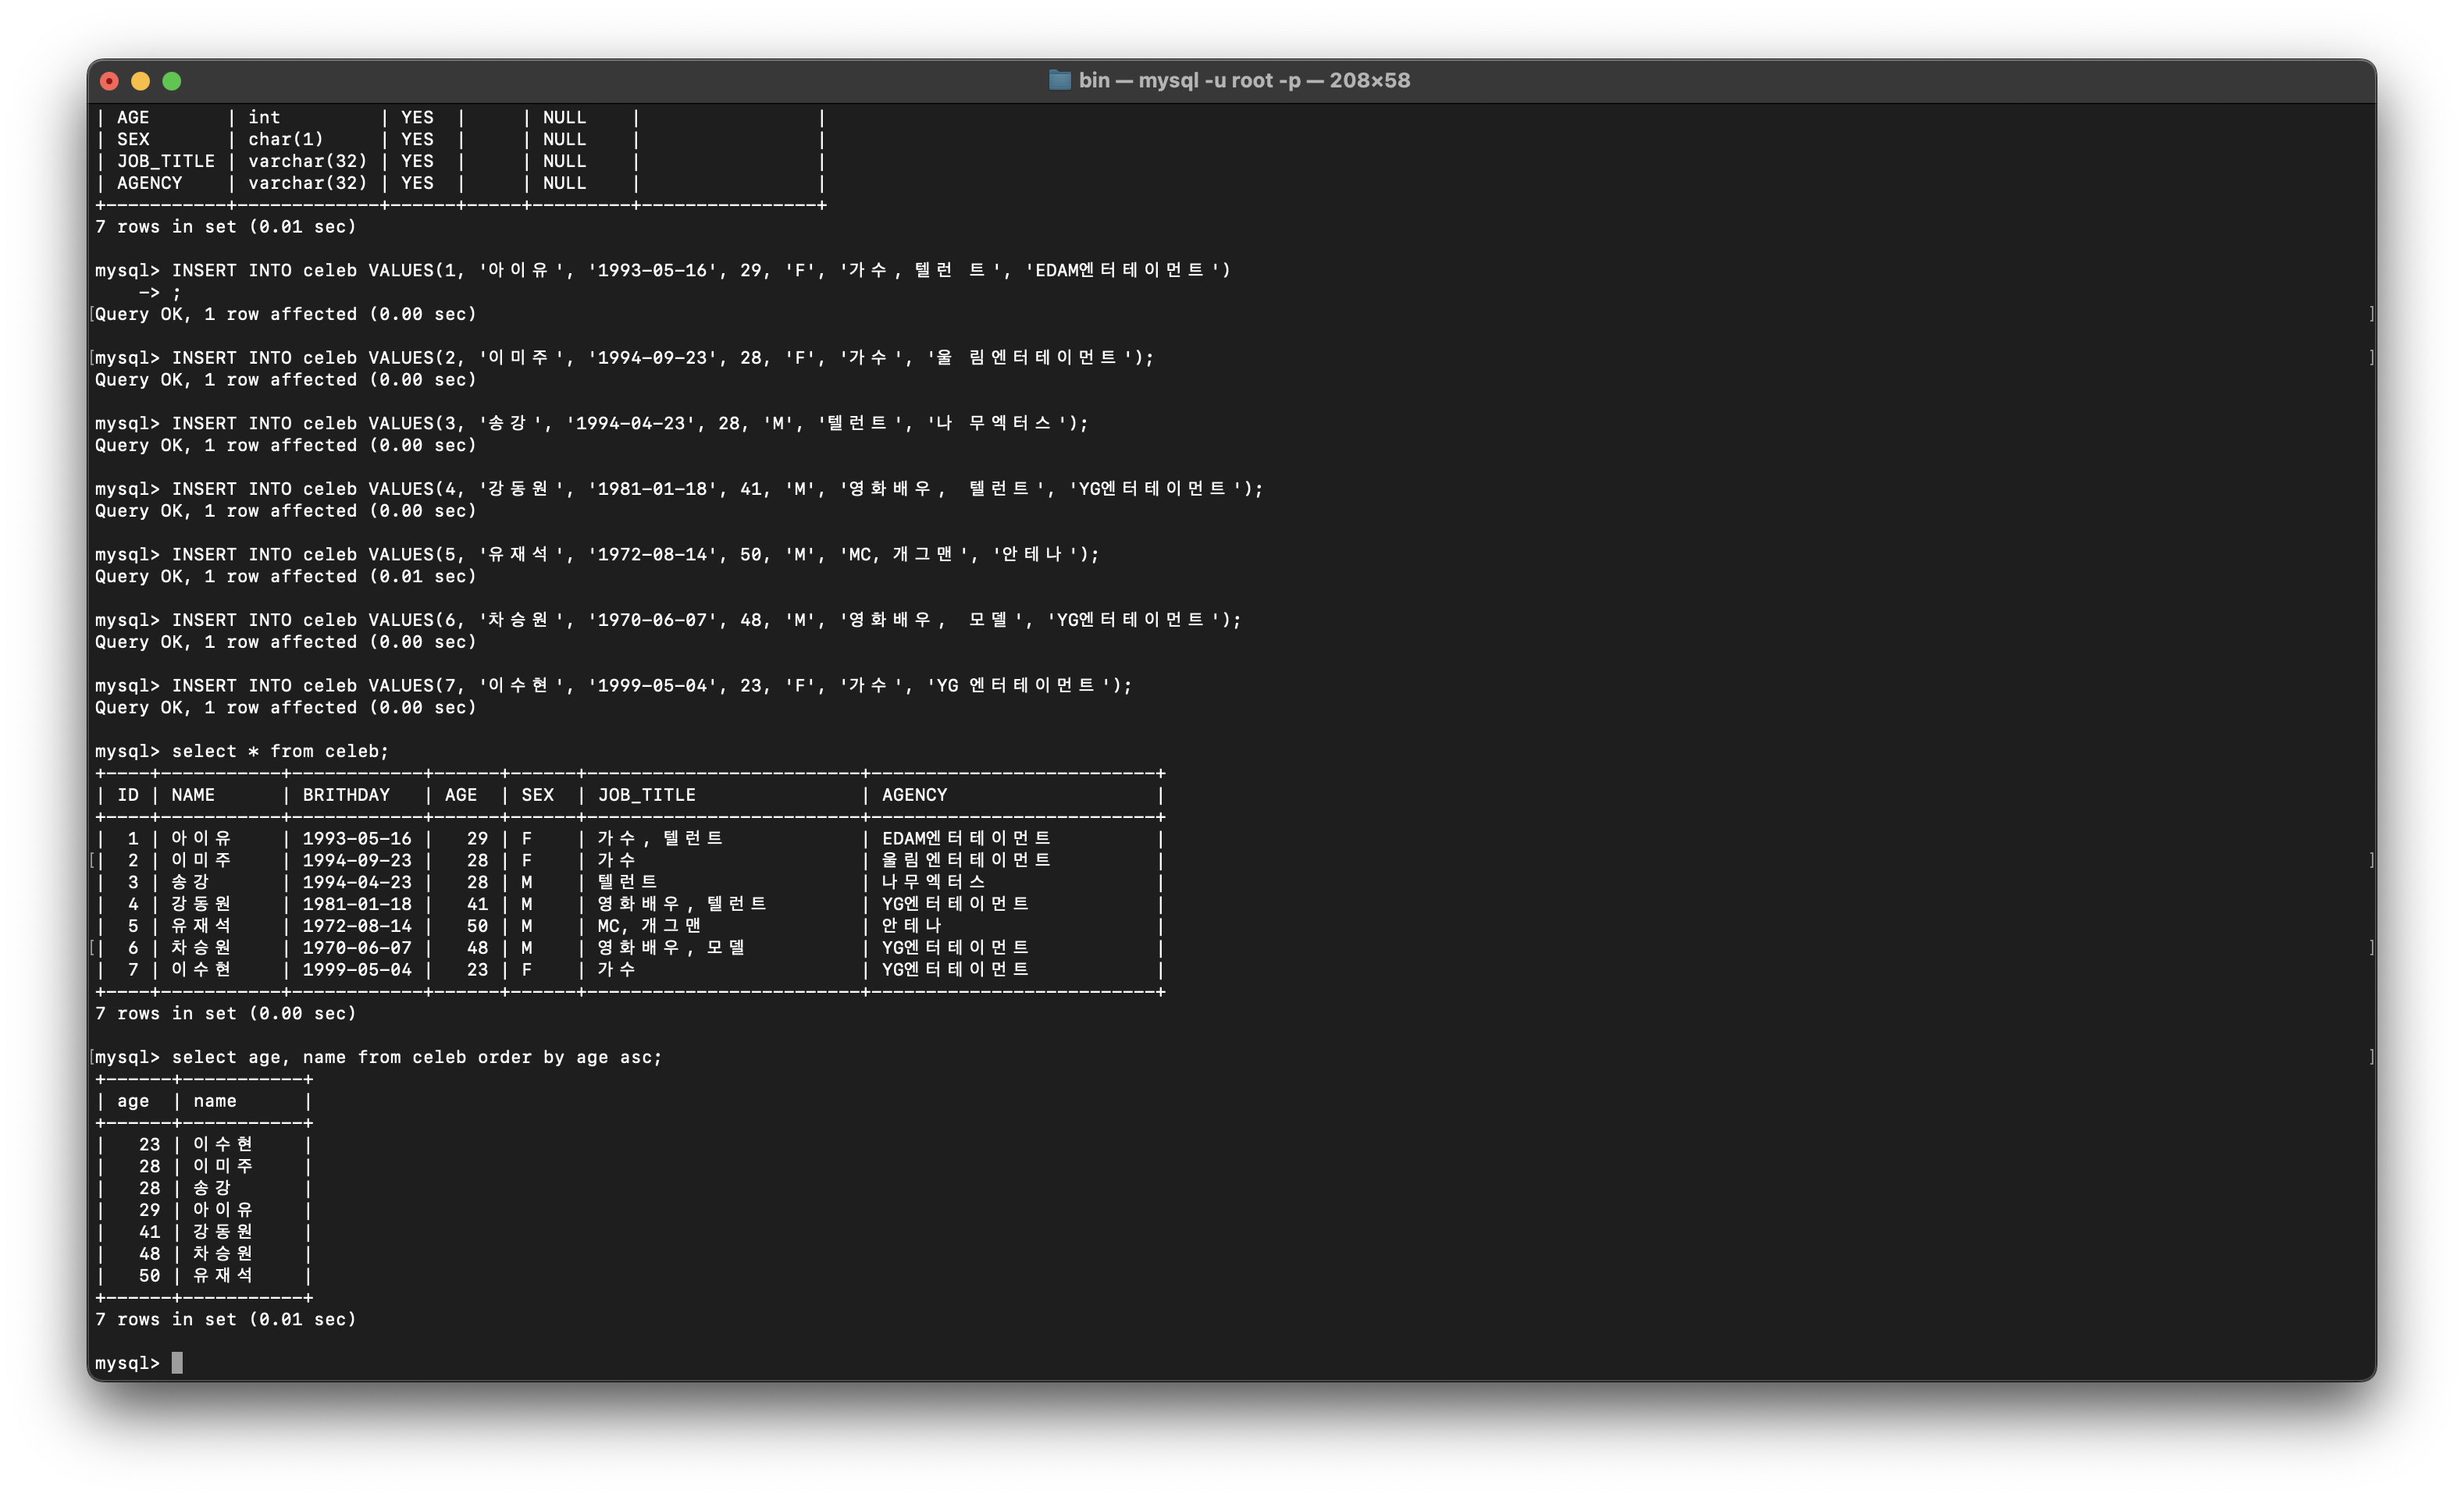 bin — mysql -u root -p — 208×58
| AGE       | int         | YES  |     | NULL    |                |
| SEX       | char(1)     | YES  |     | NULL    |                |
| JOB_TITLE | varchar(32) | YES  |     | NULL    |                |
| AGENCY    | varchar(32) | YES  |     | NULL    |                |
+-----------+-------------+------+-----+---------+----------------+
7 rows in set (0.01 sec)
mysql> INSERT INTO celeb VALUES(1, '아이유', '1993-05-16', 29, 'F', '가수, 텔런 트', 'EDAM엔터테이먼트')
    -> ;
[Query OK, 1 row affected (0.00 sec) ]
[mysql> INSERT INTO celeb VALUES(2, '이미주', '1994-09-23', 28, 'F', '가수', '울 림엔터테이먼트'); ]
Query OK, 1 row affected (0.00 sec)
mysql> INSERT INTO celeb VALUES(3, '송강', '1994-04-23', 28, 'M', '텔런트', '나 무엑터스');
Query OK, 1 row affected (0.00 sec)
mysql> INSERT INTO celeb VALUES(4, '강동원', '1981-01-18', 41, 'M', '영화배우, 텔런트', 'YG엔터테이먼트');
Query OK, 1 row affected (0.00 sec)
mysql> INSERT INTO celeb VALUES(5, '유재석', '1972-08-14', 50, 'M', 'MC, 개그맨', '안테나');
Query OK, 1 row affected (0.01 sec)
mysql> INSERT INTO celeb VALUES(6, '차승원', '1970-06-07', 48, 'M', '영화배우, 모델', 'YG엔터테이먼트');
Query OK, 1 row affected (0.00 sec)
mysql> INSERT INTO celeb VALUES(7, '이수현', '1999-05-04', 23, 'F', '가수', 'YG 엔터테이먼트');
Query OK, 1 row affected (0.00 sec)
mysql> select * from celeb;
+----+-----------+------------+------+------+-------------------------+--------------------------+
| ID | NAME      | BRITHDAY   | AGE  | SEX  | JOB_TITLE               | AGENCY                   |
+----+-----------+------------+------+------+-------------------------+--------------------------+
|  1 | 아이유 | 1993-05-16 |   29 | F    | 가수, 텔런트 | EDAM엔터테이먼트 |
[|  2 | 이미주 | 1994-09-23 |   28 | F    | 가수 | 울림엔터테이먼트 | ]
|  3 | 송강 | 1994-04-23 |   28 | M    | 텔런트 | 나무엑터스 |
|  4 | 강동원 | 1981-01-18 |   41 | M    | 영화배우, 텔런트 | YG엔터테이먼트 |
|  5 | 유재석 | 1972-08-14 |   50 | M    | MC, 개그맨 | 안테나 |
[|  6 | 차승원 | 1970-06-07 |   48 | M    | 영화배우, 모델 | YG엔터테이먼트 | ]
|  7 | 이수현 | 1999-05-04 |   23 | F    | 가수 | YG엔터테이먼트 |
+----+-----------+------------+------+------+-------------------------+--------------------------+
7 rows in set (0.00 sec)
[mysql> select age, name from celeb order by age asc; ]
+------+-----------+
| age  | name      |
+------+-----------+
|   23 | 이수현 |
|   28 | 이미주 |
|   28 | 송강 |
|   29 | 아이유 |
|   41 | 강동원 |
|   48 | 차승원 |
|   50 | 유재석 |
+------+-----------+
7 rows in set (0.01 sec)
mysql>